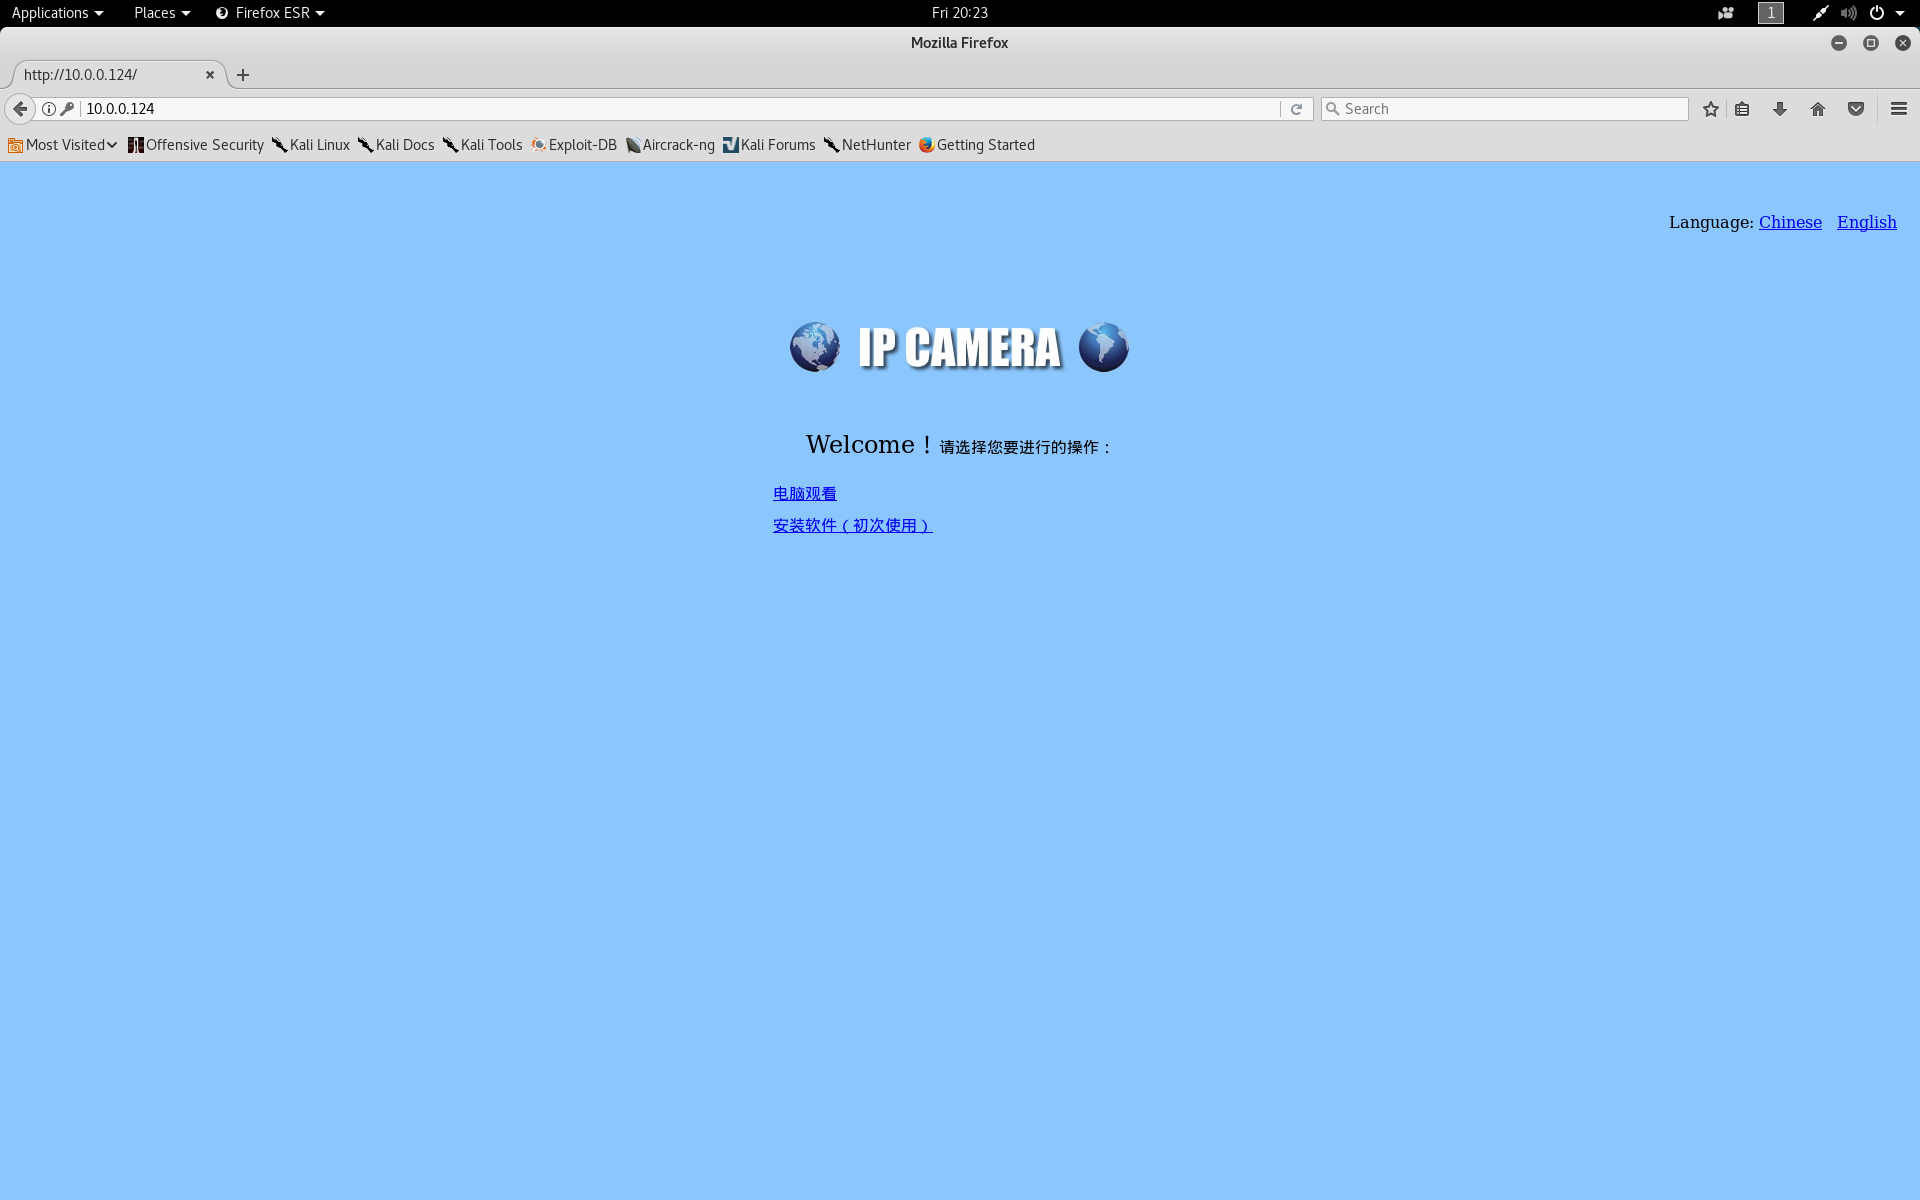 Applications Places Firefox ESR Fri 20:23 1
Mozilla Firefox
http://10.0.0.124/
10.0.0.124 Search
Most Visited Offensive Security Kali Linux Kali Docs Kali Tools Exploit-DB Aircrack-ng Kali Forums NetHunter Getting Started
Language: Chinese English
IP CAMERA
Welcome！请选择您要进行的操作：
电脑观看
安装软件（初次使用）